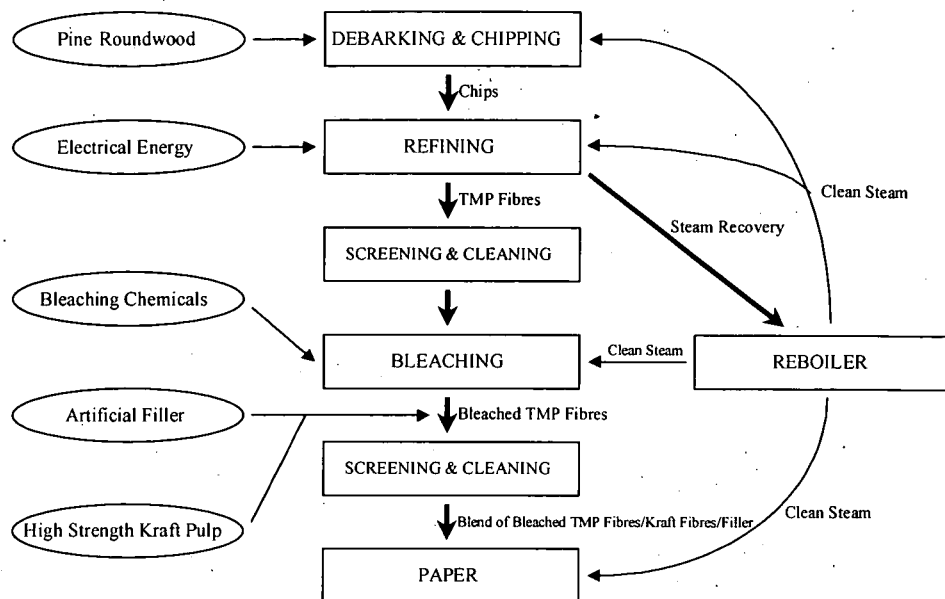 Pine Roundwood
DEBARKING & CHIPPING
Chips
Electrical Energy
REFINING
Clean Steam
TMP Fibres
Steam Recovery
SCREENING & CLEANING
Bleaching Chemicals
BLEACHING
Clean Steam
REBOILER
Artificial Filler
Bleached TMP Fibres
SCREENING & CLEANING
High Strength Kraft Pulp
Clean Steam
Blend of Bleached TMP Fibres/Kraft Fibres/Filler
PAPER